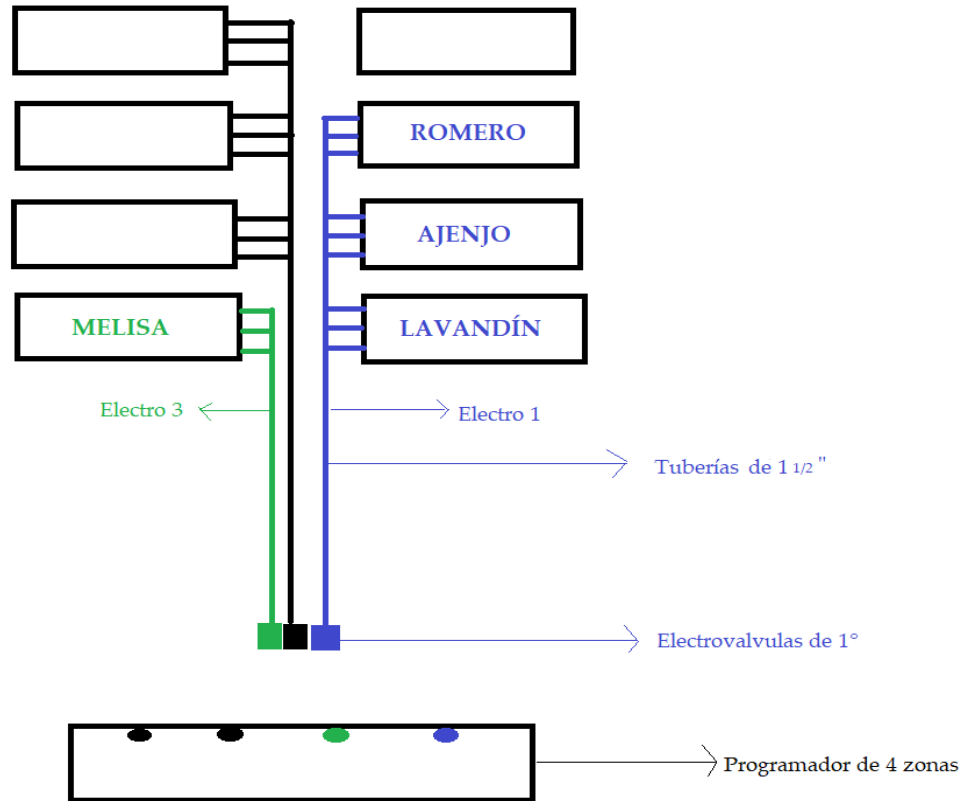 ROMERO
AJENJO
MELISA
LAVANDÍN
Electro 3
Electro 1
Tuberías de 1 1/2 "
Electrovalvulas de 1°
Programador de 4 zonas